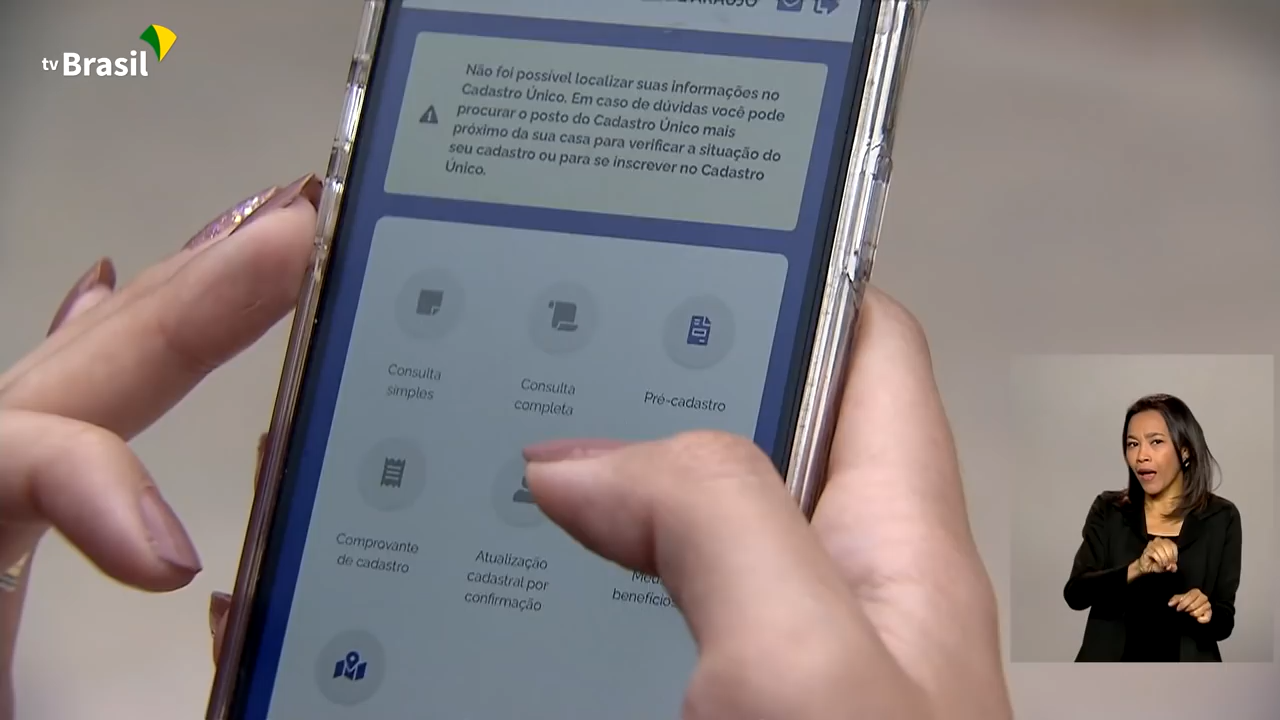 tv Brasil
Não foi possível localizar suas informações no
Cadastro Único. Em caso de dúvidas você pode
procurar o posto do Cadastro Único mais
próximo da sua casa para verificar a situação do
seu cadastro ou para se inscrever no Cadastro
Único.
Consulta
simples
Consulta
completa
Pré-cadastro
Comprovante
de cadastro
Atualização
cadastral por
confirmação
benefícios